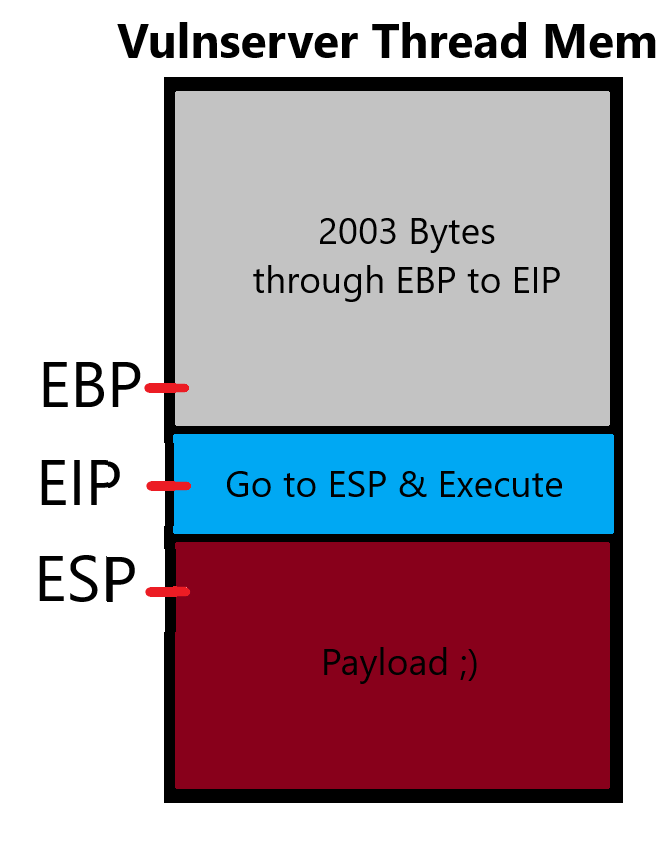 Vulnserver Thread Mem
2003 Bytes
through EBP to EIP
EBP
EIP
Go to ESP & Execute
ESP
Payload ;)